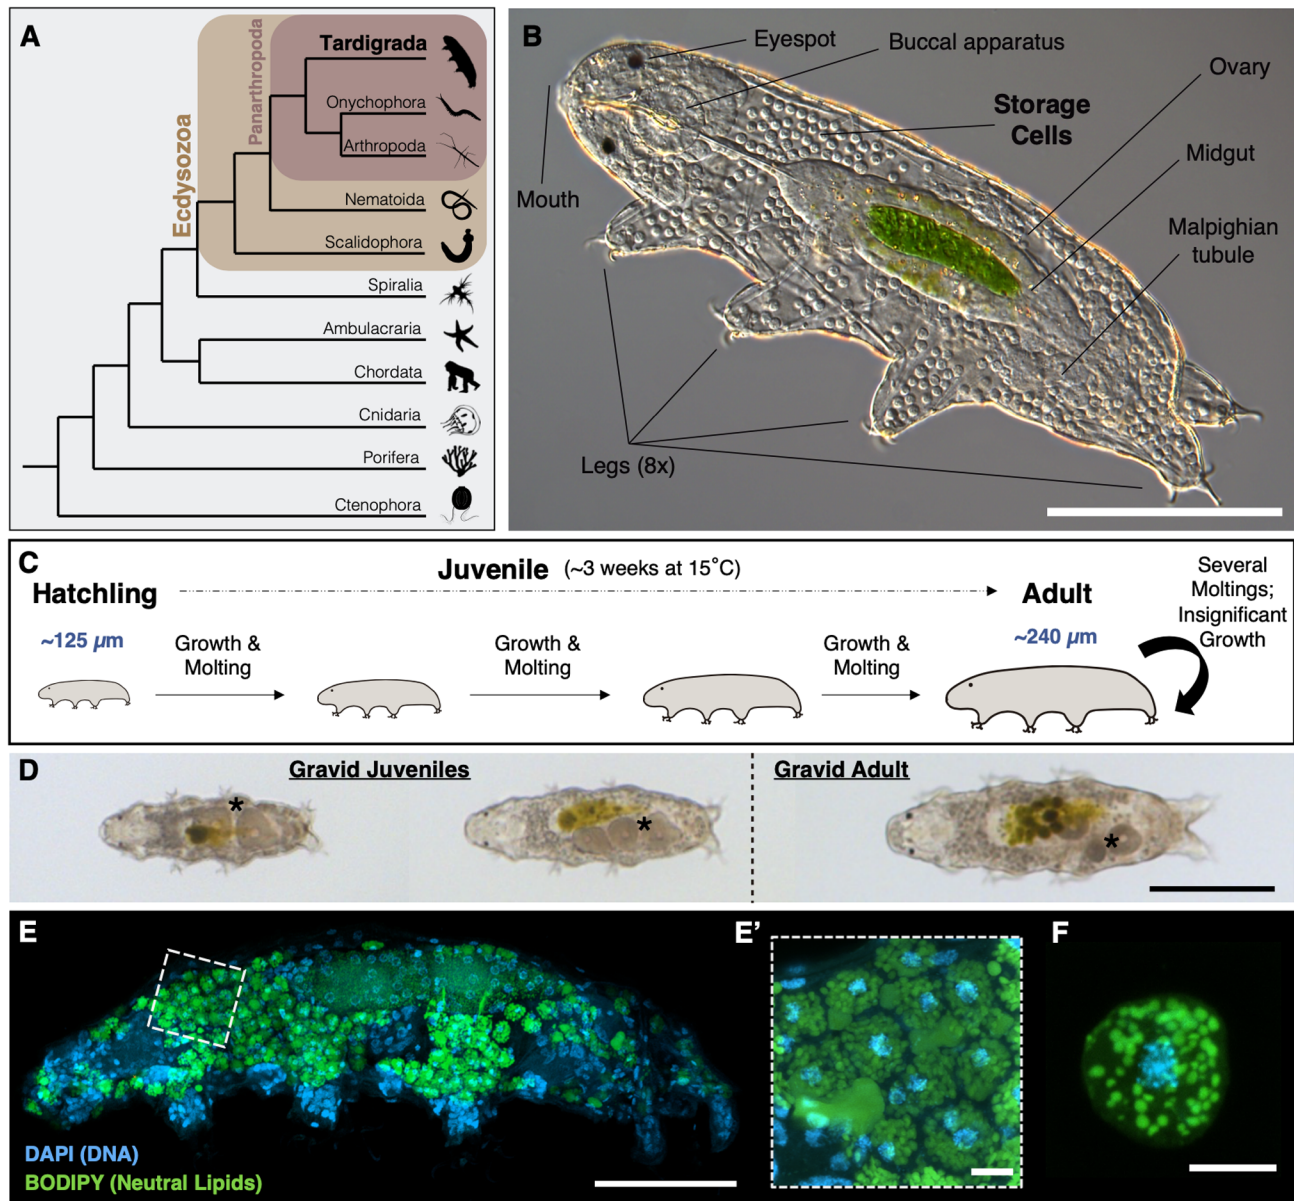 A
Panarthropoda
Ecdysozoa
Tardigrada
Onychophora
Arthropoda
Nematoida
Scalidophora
Spiralia
Ambulacraria
Chordata
Cnidaria
Porifera
Ctenophora
B
Eyespot
Buccal apparatus
Ovary
Storage
Cells
Midgut
Mouth
Malpighian
tubule
Legs (8x)
C
Juvenile (~3 weeks at 15˚C)
Hatchling
Adult
Several
Moltings;
Insignificant
Growth
~125 µm
Growth &
Molting
Growth &
Molting
Growth &
Molting
~240 µm
D
Gravid Juveniles
Gravid Adult
*
*
*
E
E’
F
DAPI (DNA)
BODIPY (Neutral Lipids)